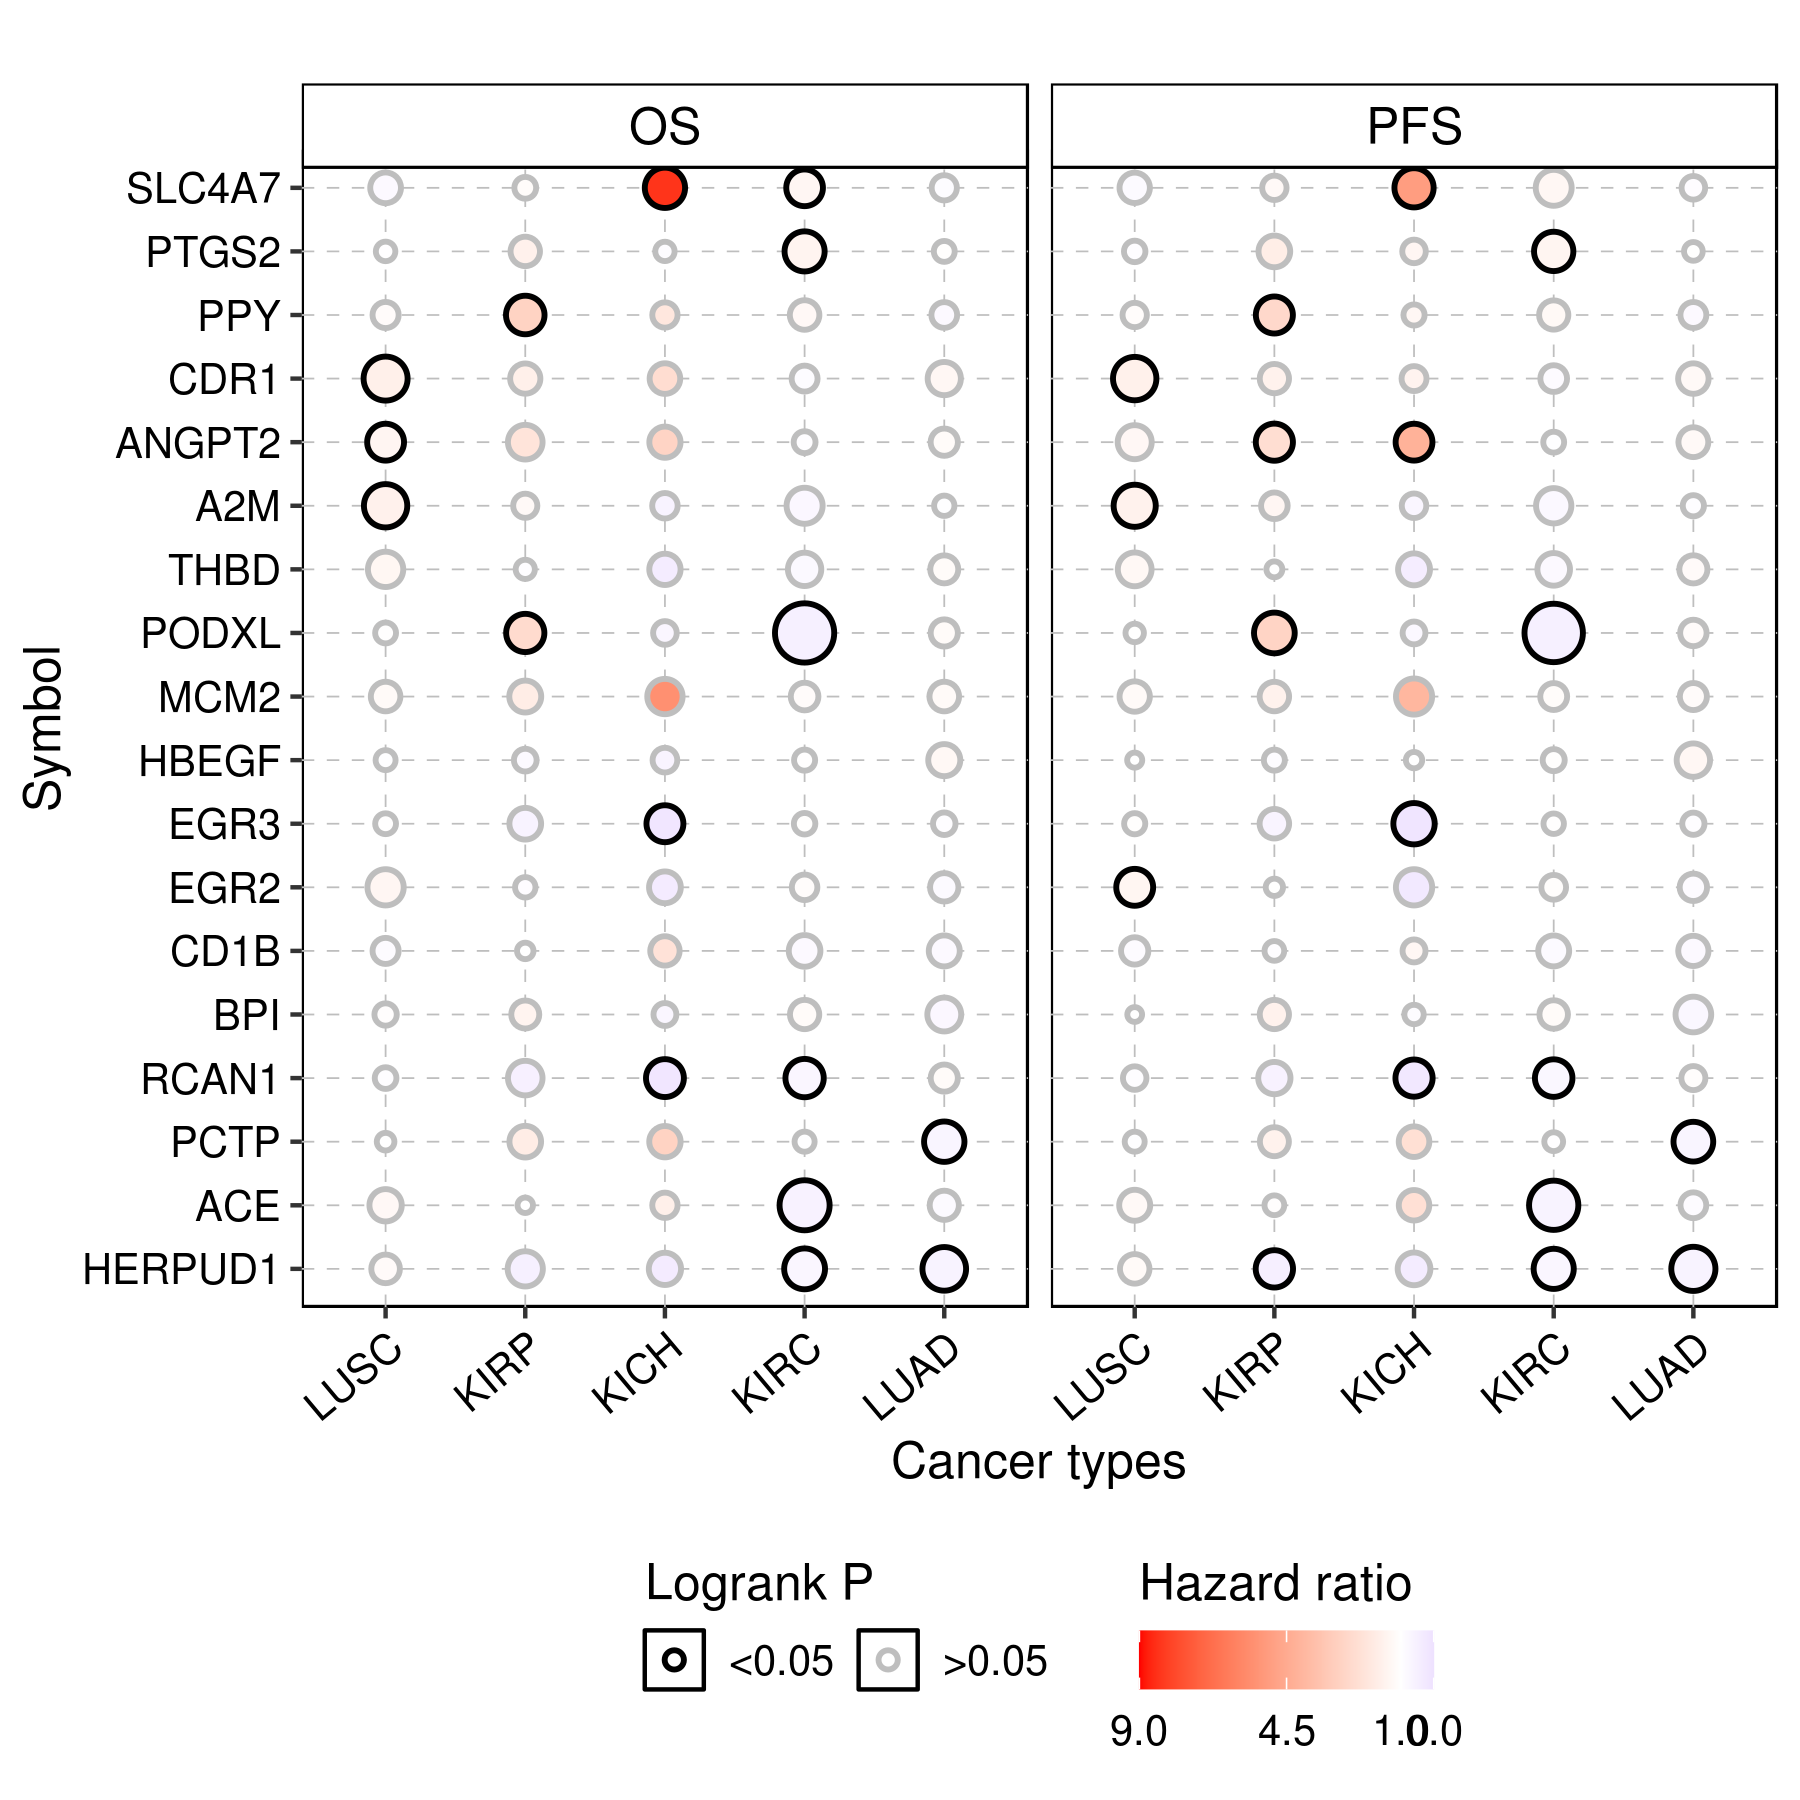 OS
PFS
SLC4A7
PTGS2
PPY
CDR1
ANGPT2
A2M
THBD
PODXL
MCM2
HBEGF
EGR3
EGR2
CD1B
BPI
RCAN1
PCTP
ACE
HERPUD1
Symbol
LUSC KIRP KICH KIRC LUAD
LUSC KIRP KICH KIRC LUAD
Cancer types
Logrank P
<0.05 >0.05
Hazard ratio
9.0 4.5 1.0 0.0